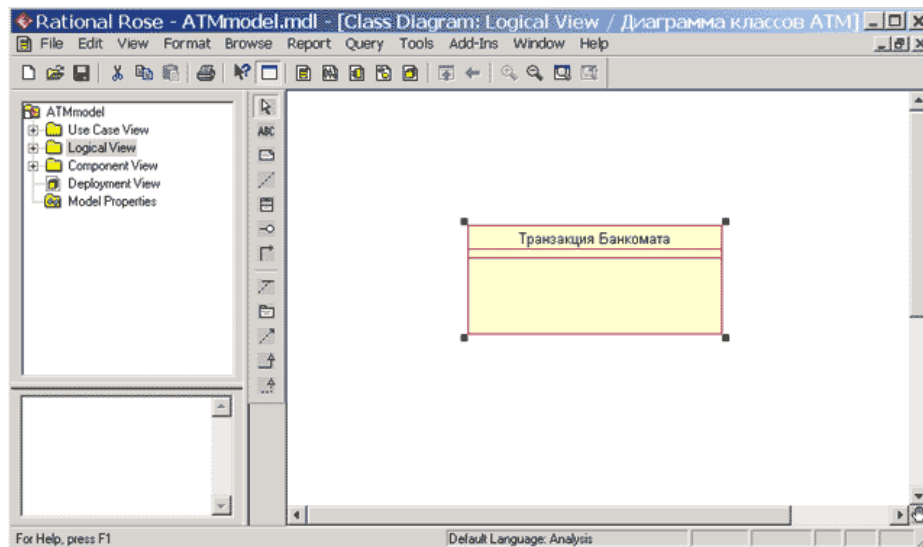 Rational Rose - ATMmodel.mdl - [Class Diagram: Logical View / Диаграмма классов ATM]
File Edit View Format Browse Report Query Tools Add-Ins Window Help
ATMmodel
Use Case View
Logical View
Component View
Deployment View
Model Properties
ABC
Транзакция Банкомата
For Help, press F1
Default Language: Analysis